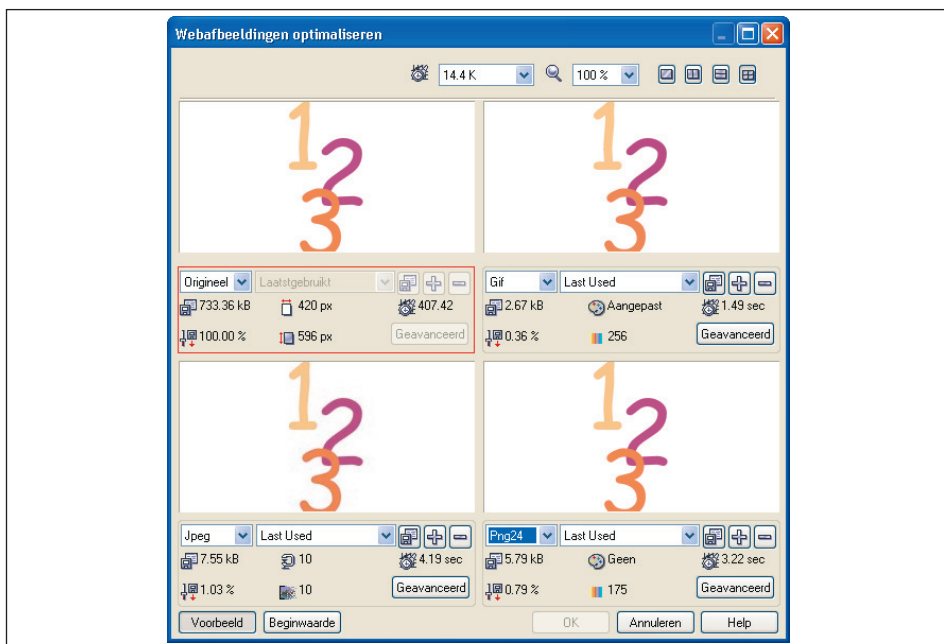 Webafbeeldingen optimaliseren
14.4 K 100 %
1
2
3
1
2
3
Origineel Laatstgebruikt
733.36 kB 420 px 407.42
100.00 % 596 px Geavanceerd
Gif Last Used
2.67 kB Aangepast 1.49 sec
0.36 % 256 Geavanceerd
1
2
3
1
2
3
Jpeg Last Used
7.55 kB 10 4.19 sec
1.03 % 10 Geavanceerd
Png24 Last Used
5.79 kB Geen 3.22 sec
0.79 % 175 Geavanceerd
Voorbeeld Beginwaarde OK Annuleren Help